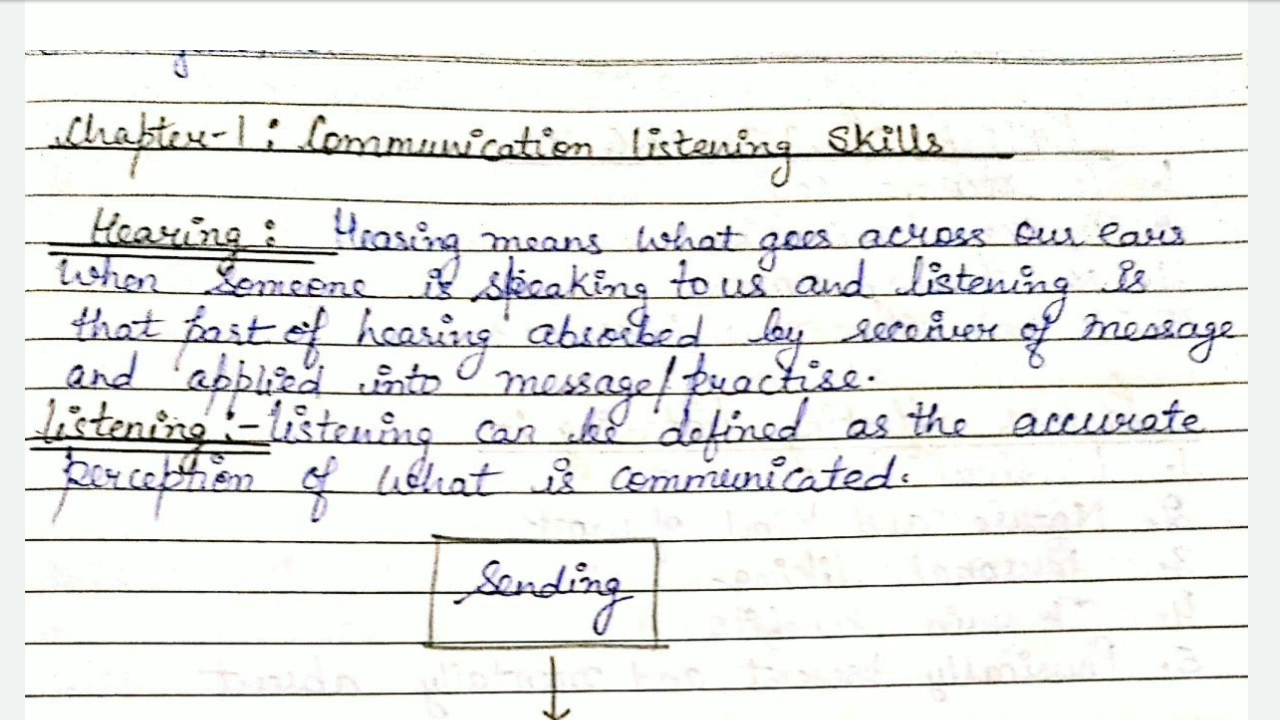 Chapter-1: Communication listening Skills
Hearing: Hearing means what goes across our ears
when someone is speaking to us and listening is
that part of hearing absorbed by receiver of message
and applied into message/practise.
listening:- listening can be defined as the accurate
perception of what is communicated.
Sending